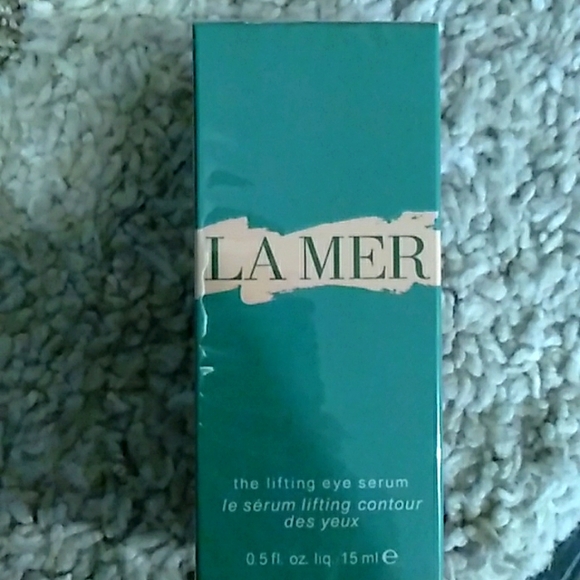 LA MER
the lifting eye serum
le sérum lifting contour
des yeux
0.5 fl. oz. liq. 15 ml ℮